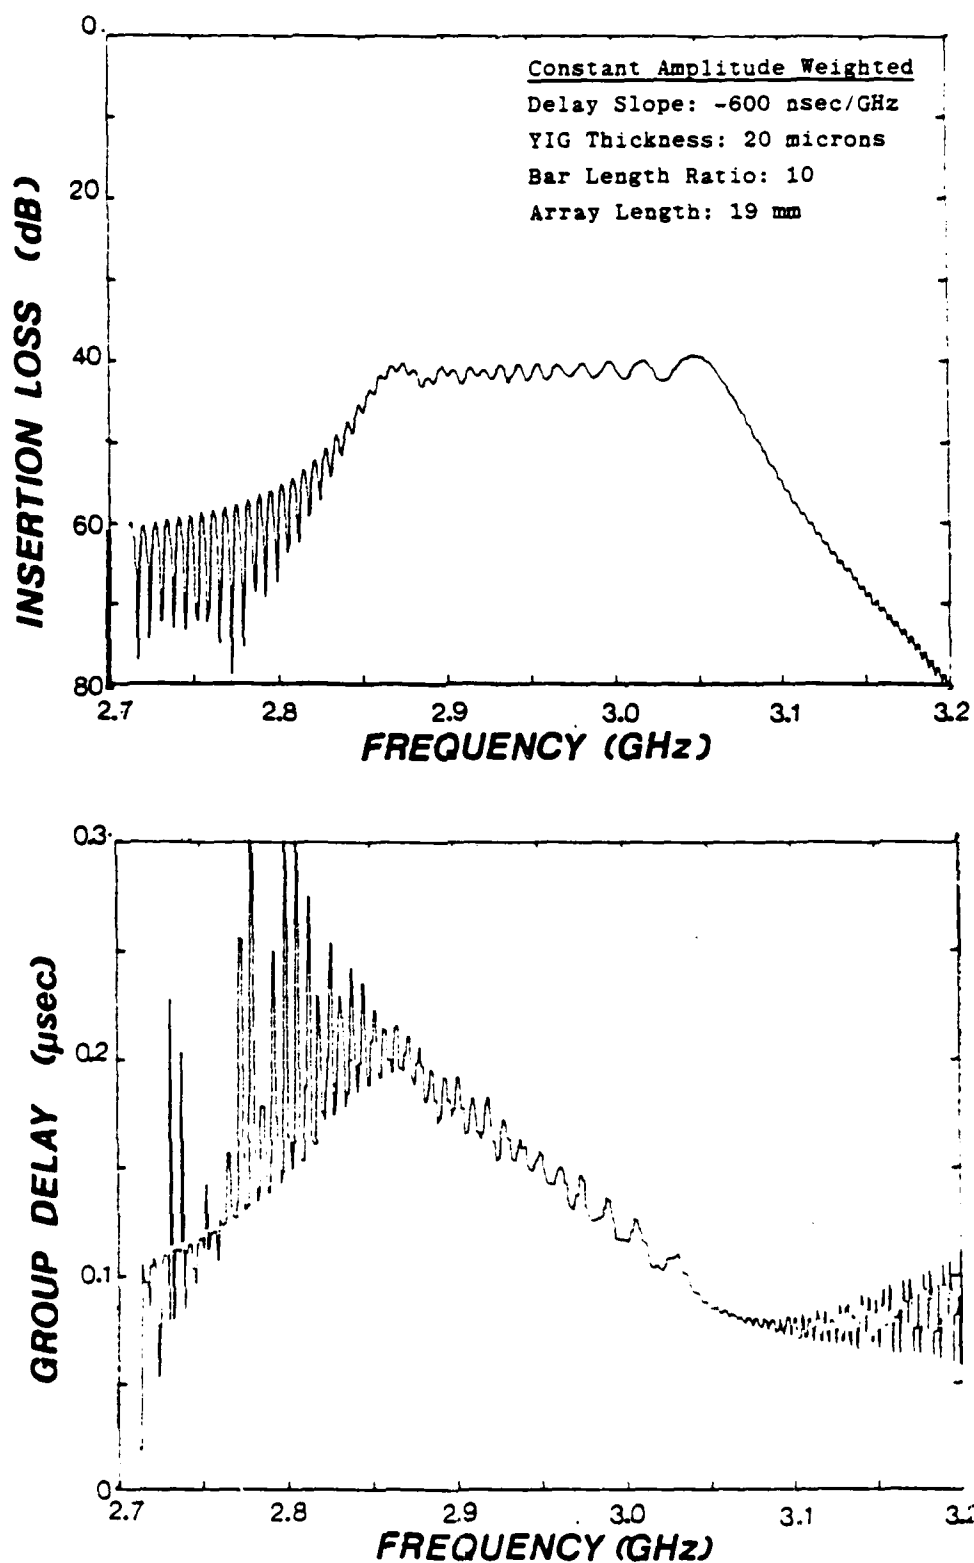 0.
Constant Amplitude Weighted
Delay Slope: -600 nsec/GHz
YIG Thickness: 20 microns
Bar Length Ratio: 10
Array Length: 19 mm
20
40
60
80
INSERTION LOSS (dB)
2.7 2.8 2.9 3.0 3.1 3.2
FREQUENCY (GHz)
0.3
0.2
0.1
0
GROUP DELAY (μsec)
2.7 2.8 2.9 3.0 3.1 3.2
FREQUENCY (GHz)